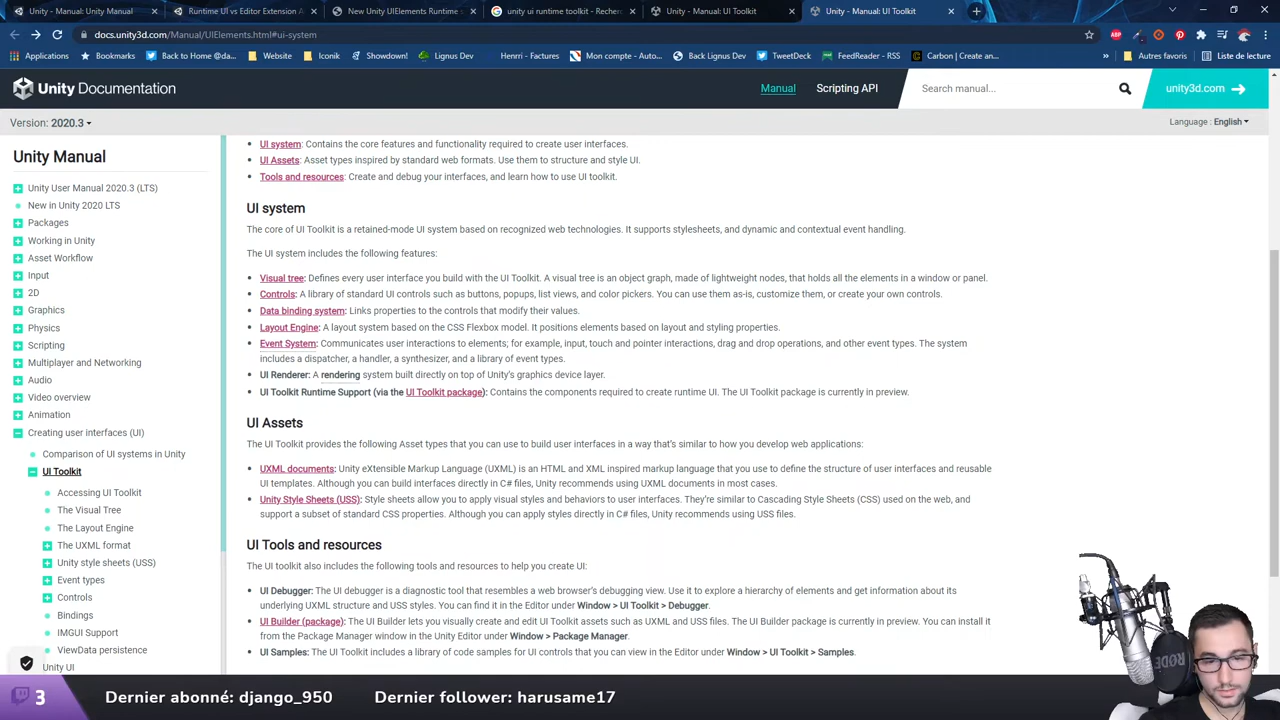 Unity - Manual: Unity Manual
Runtime UI vs Editor Extension A
New Unity UIElements Runtime
unity ui runtime toolkit - Recher
Unity - Manual: UI Toolkit
Unity - Manual: UI Toolkit
docs.unity3d.com/Manual/UIElements.html#ui-system
ABP
Applications
Bookmarks
Back to Home @da...
Website
Iconik
Showdown!
Lignus Dev
Henrri - Factures
Mon compte - Auto...
Back Lignus Dev
TweetDeck
FeedReader - RSS
Carbon | Create an...
»
Autres favoris
Liste de lecture
Unity Documentation
Manual
Scripting API
Search manual...
unity3d.com
Version: 2020.3
Language : English
Unity Manual
Unity User Manual 2020.3 (LTS)
New in Unity 2020 LTS
Packages
Working in Unity
Asset Workflow
Input
2D
Graphics
Physics
Scripting
Multiplayer and Networking
Audio
Video overview
Animation
Creating user interfaces (UI)
Comparison of UI systems in Unity
UI Toolkit
Accessing UI Toolkit
The Visual Tree
The Layout Engine
The UXML format
Unity style sheets (USS)
Event types
Controls
Bindings
IMGUI Support
ViewData persistence
Unity UI
UI system: Contains the core features and functionality required to create user interfaces.
UI Assets: Asset types inspired by standard web formats. Use them to structure and style UI.
Tools and resources: Create and debug your interfaces, and learn how to use UI toolkit.
UI system
The core of UI Toolkit is a retained-mode UI system based on recognized web technologies. It supports stylesheets, and dynamic and contextual event handling.
The UI system includes the following features:
Visual tree: Defines every user interface you build with the UI Toolkit. A visual tree is an object graph, made of lightweight nodes, that holds all the elements in a window or panels.
Controls: A library of standard UI controls such as buttons, popups, list views, and color pickers. You can use them as-is, customize them, or create your own controls.
Data binding system: Links properties to the controls that modify their values.
Layout Engine: A layout system based on the CSS Flexbox model. It positions elements based on layout and styling properties.
Event System: Communicates user interactions to elements; for example, input, touch and pointer interactions, drag and drop operations, and other event types. The system
includes a dispatcher, a handler, a synthesizer, and a library of event types.
UI Renderer: A rendering system built directly on top of Unity's graphics device layer.
UI Toolkit Runtime Support (via the UI Toolkit package): Contains the components required to create runtime UI. The UI Toolkit package is currently in preview.
UI Assets
The UI Toolkit provides the following Asset types that you can use to build user interfaces in a way that's similar to how you develop web applications:
UXML documents: Unity eXtensible Markup Language (UXML) is an HTML and XML inspired markup language that you use to define the structure of user interfaces and reusable
UI templates. Although you can build interfaces directly in C# files, Unity recommends using UXML documents in most cases.
Unity Style Sheets (USS): Style sheets allow you to apply visual styles and behaviors to user interfaces. They're similar to Cascading Style Sheets (CSS) used on the web, and
support a subset of standard CSS properties. Although you can apply styles directly in C# files, Unity recommends using USS files.
UI Tools and resources
The UI toolkit also includes the following tools and resources to help you create UI:
UI Debugger: The UI debugger is a diagnostic tool that resembles a web browser's debugging view. Use it to explore a hierarchy of elements and get information about its
underlying UXML structure and USS styles. You can find it in the Editor under Window > UI Toolkit > Debugger.
UI Builder (package): The UI Builder lets you visually create and edit UI Toolkit assets such as UXML and USS files. The UI Builder package is currently in preview. You can install it
from the Package Manager window in the Unity Editor under Window > Package Manager.
UI Samples: The UI Toolkit includes a library of code samples for UI controls that you can view in the Editor under Window > UI Toolkit > Samples.
RØDE
3
Dernier abonné: django_950
Dernier follower: harusame17